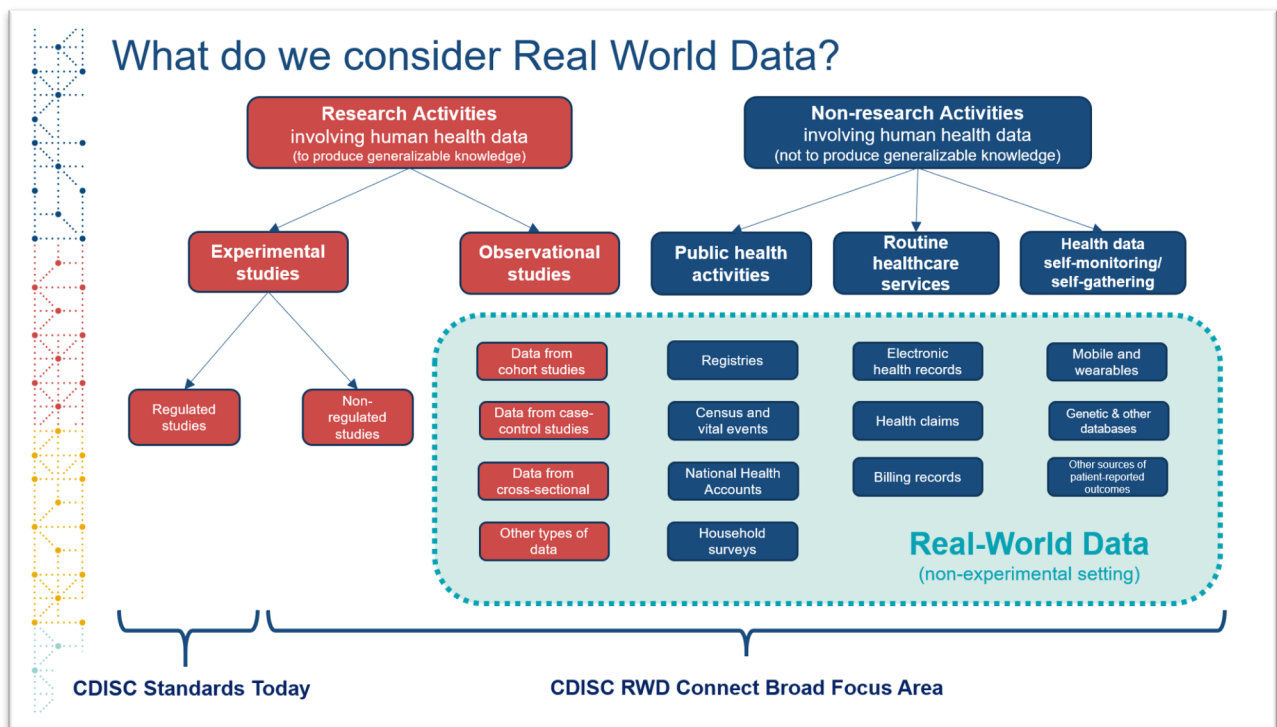 What do we consider Real World Data?
Research Activities
involving human health data
(to produce generalizable knowledge)
Non-research Activities
involving human health data
(not to produce generalizable knowledge)
Experimental
studies
Observational
studies
Public health
activities
Routine
healthcare
services
Health data
self-monitoring/
self-gathering
Regulated
studies
Non-
regulated
studies
Data from
cohort studies
Registries
Electronic
health records
Mobile and
wearables
Data from case-
control studies
Census and
vital events
Health claims
Genetic & other
databases
Data from
cross-sectional
National Health
Accounts
Billing records
Other sources of
patient-reported
outcomes
Other types of
data
Household
surveys
Real-World Data
(non-experimental setting)
CDISC Standards Today
CDISC RWD Connect Broad Focus Area